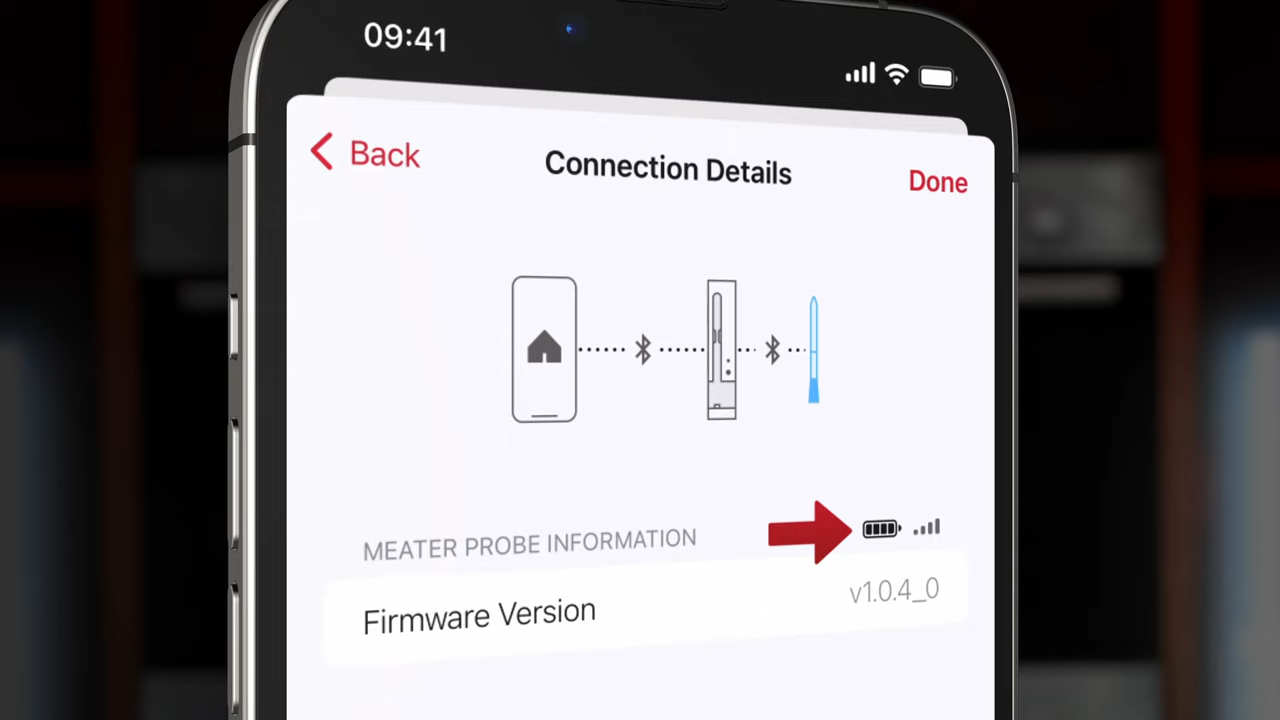 09:41
Back
Connection Details
Done
MEATER PROBE INFORMATION
Firmware Version
v1.0.4_0